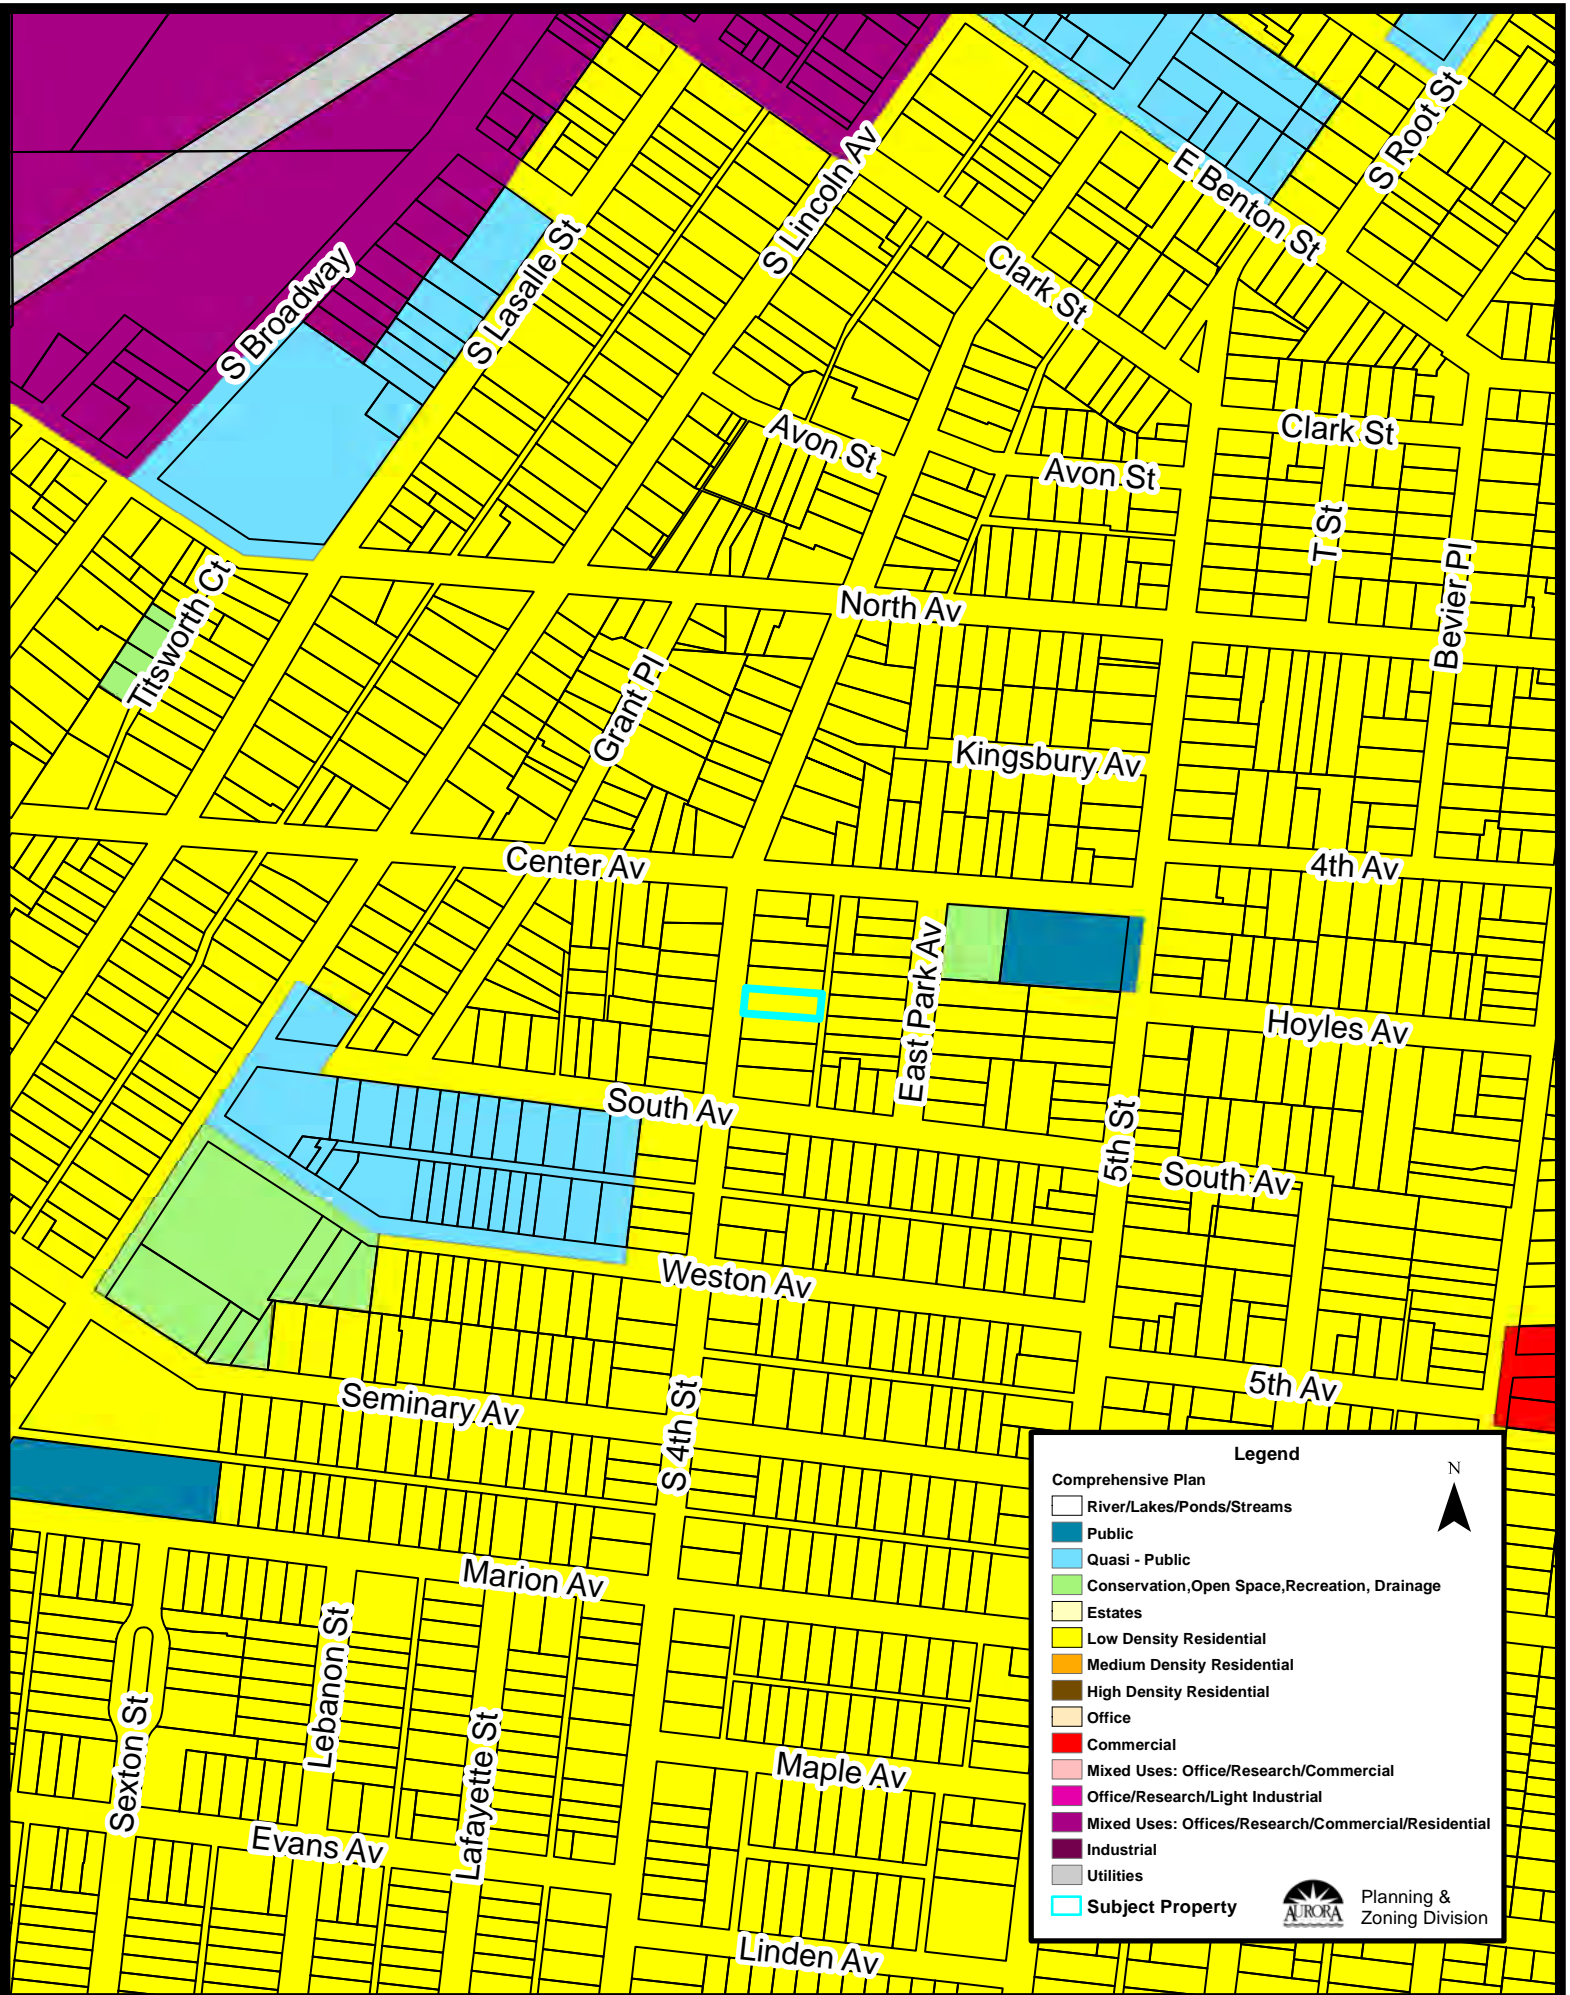 S Root St
E Benton St
S Lincoln Av
Clark St
S Lasalle St
S Broadway
Avon St
Clark St
Avon St
T St
Bevier Pl
Titsworth Ct
North Av
Grant Pl
Kingsbury Av
Center Av
4th Av
East Park Av
Hoyles Av
South Av
5th St
South Av
Weston Av
5th Av
Seminary Av
S 4th St
Marion Av
Lebanon St
Sexton St
Lafayette St
Maple Av
Evans Av
Linden Av
Legend
Comprehensive Plan
N
River/Lakes/Ponds/Streams
Public
Quasi - Public
Conservation,Open Space,Recreation, Drainage
Estates
Low Density Residential
Medium Density Residential
High Density Residential
Office
Commercial
Mixed Uses: Office/Research/Commercial
Office/Research/Light Industrial
Mixed Uses: Offices/Research/Commercial/Residential
Industrial
Utilities
Subject Property
AURORA
Planning &
Zoning Division